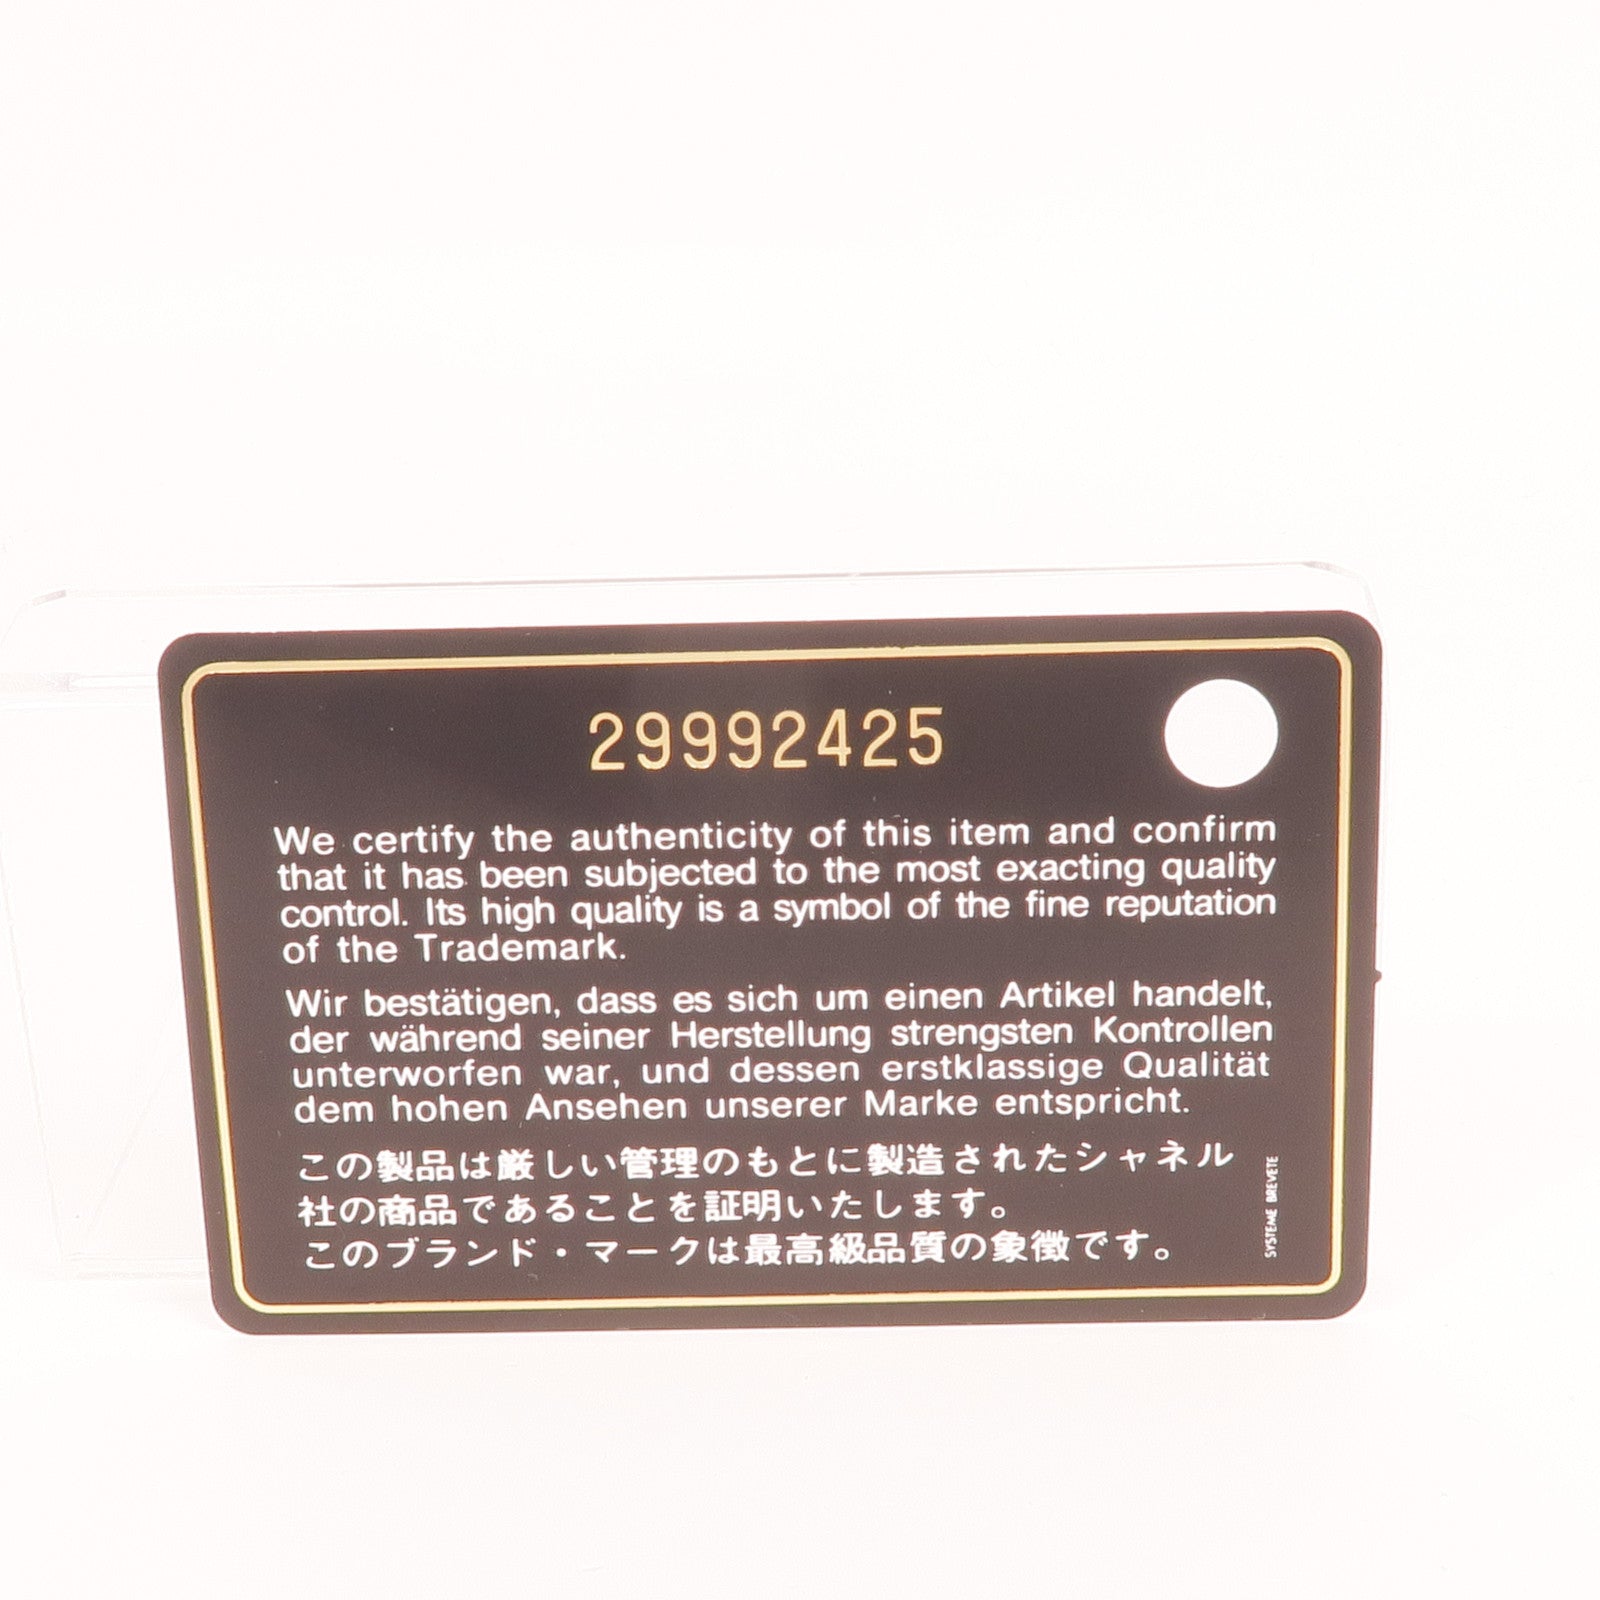 29992425
We certify the authenticity of this item and confirm
that it has been subjected to the most exacting quality
control. Its high quality is a symbol of the fine reputation
of the Trademark.
Wir bestätigen, dass es sich um einen Artikel handelt,
der während seiner Herstellung strengsten Kontrollen
unterworfen war, und dessen erstklassige Qualität
dem hohen Ansehen unserer Marke entspricht.
この製品は厳しい管理のもとに製造されたシャネル
社の商品であることを証明いたします。
このブランド・マークは最高級品質の象徴です。
SYSTEME BREVETE